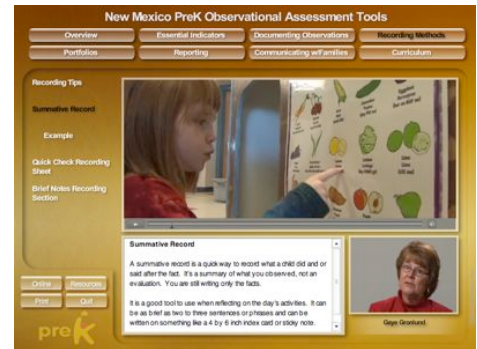 New Mexico PreK Observational Assessment Tools
Overview
Essential Indicators
Documenting Observations
Recording Methods
Portfolios
Reporting
Communicating w/Families
Curriculum
Recording Tips
Summative Record
Example
Quick Check Recording
Sheet
Brief Notes Recording
Section
Online
Resources
Print
Quit
preK
Summative Record
A summative record is a quick way to record what a child did and or
said after the fact. It's a summary of what you observed, not an
evaluation. You are still writing only the
facts.
It is a good tool to use when reflecting on the day's activities. It can
be as brief as two to three sentences or phrases and can be
written on something like a 4 by 6 inch index card or sticky note.
Gaye Gronlund